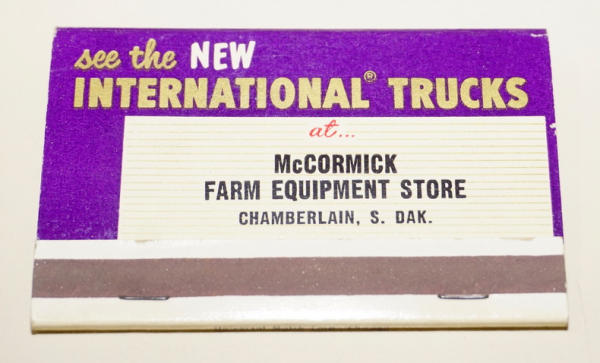 see the NEW
INTERNATIONAL® TRUCKS
at...
McCORMICK
FARM EQUIPMENT STORE
CHAMBERLAIN, S. DAK.